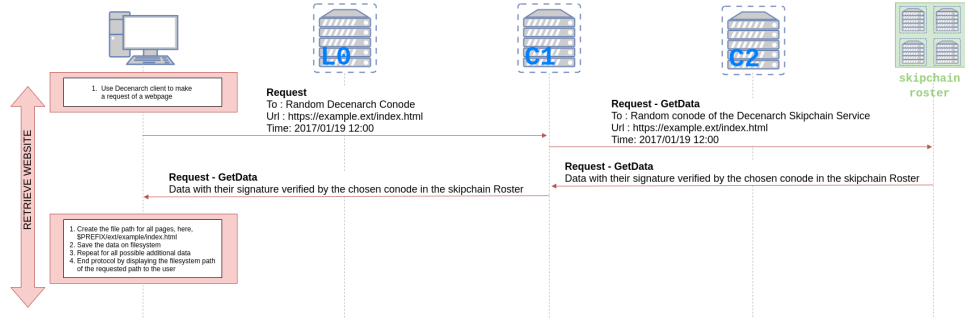 L0
C1
C2
skipchain
roster
1. Use Decenarch client to make
a request of a webpage
Request
To : Random Decenarch Conode
Url : https://example.ext/index.html
Time: 2017/01/19 12:00
Request - GetData
To : Random conode of the Decenarch Skipchain Service
Url : https://example.ext/index.html
Time: 2017/01/19 12:00
Request - GetData
Data with their signature verified by the chosen conode in the skipchain Roster
Request - GetData
Data with their signature verified by the chosen conode in the skipchain Roster
RETRIEVE WEBSITE
1. Create the file path for all pages, here,
$PREFIX/ext/example/index.html
2. Save the data on filesystem
3. Repeat for all possible additional data
4. End protocol by displaying the filesystem path
of the requested path to the user